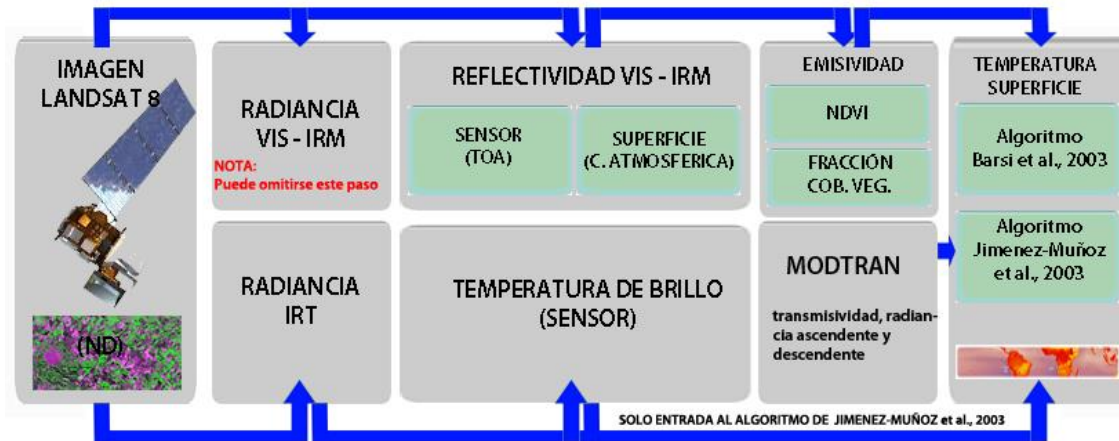 IMAGEN
LANDSAT 8
(ND)
RADIANCIA
VIS - IRM
NOTA:
Puede omitirse este paso
RADIANCIA
IRT
REFLECTIVIDAD VIS - IRM
SENSOR
(TOA)
SUPERFICIE
(C. ATMOSFERICA)
TEMPERATURA DE BRILLO
(SENSOR)
EMISIVIDAD
NDVI
FRACCIÓN
COB. VEG.
MODTRAN
transmisividad, radian-
cia ascendente y
descendente
TEMPERATURA
SUPERFICIE
Algoritmo
Barsi et al., 2003
Algoritmo
Jimenez-Muñoz
et al., 2003
SOLO ENTRADA AL ALGORITMO DE JIMENEZ-MUÑOZ et al., 2003